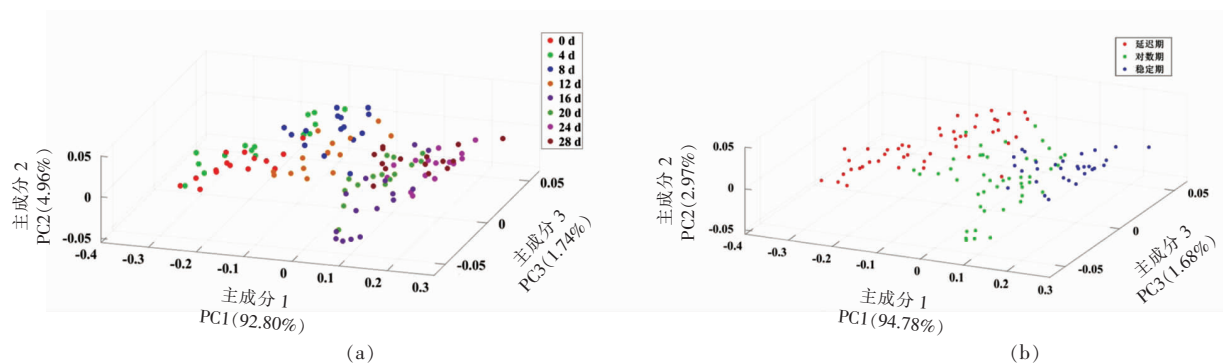 0.05
0
-0.05
主成分 2
PC2(4.96%)
-0.4
-0.3
-0.2
-0.1
0
0.1
0.2
0.3
主成分 1
PC1(92.80%)
-0.05
0
0.05
主成分 3
PC3(1.74%)
0 d
4 d
8 d
12 d
16 d
20 d
24 d
28 d
(a)
0.05
0
-0.05
主成分 2
PC2(2.97%)
-0.4
-0.3
-0.2
-0.1
0
0.1
0.2
0.3
主成分 1
PC1(94.78%)
-0.05
0
0.05
主成分 3
PC3(1.68%)
延迟期
对数期
稳定期
(b)